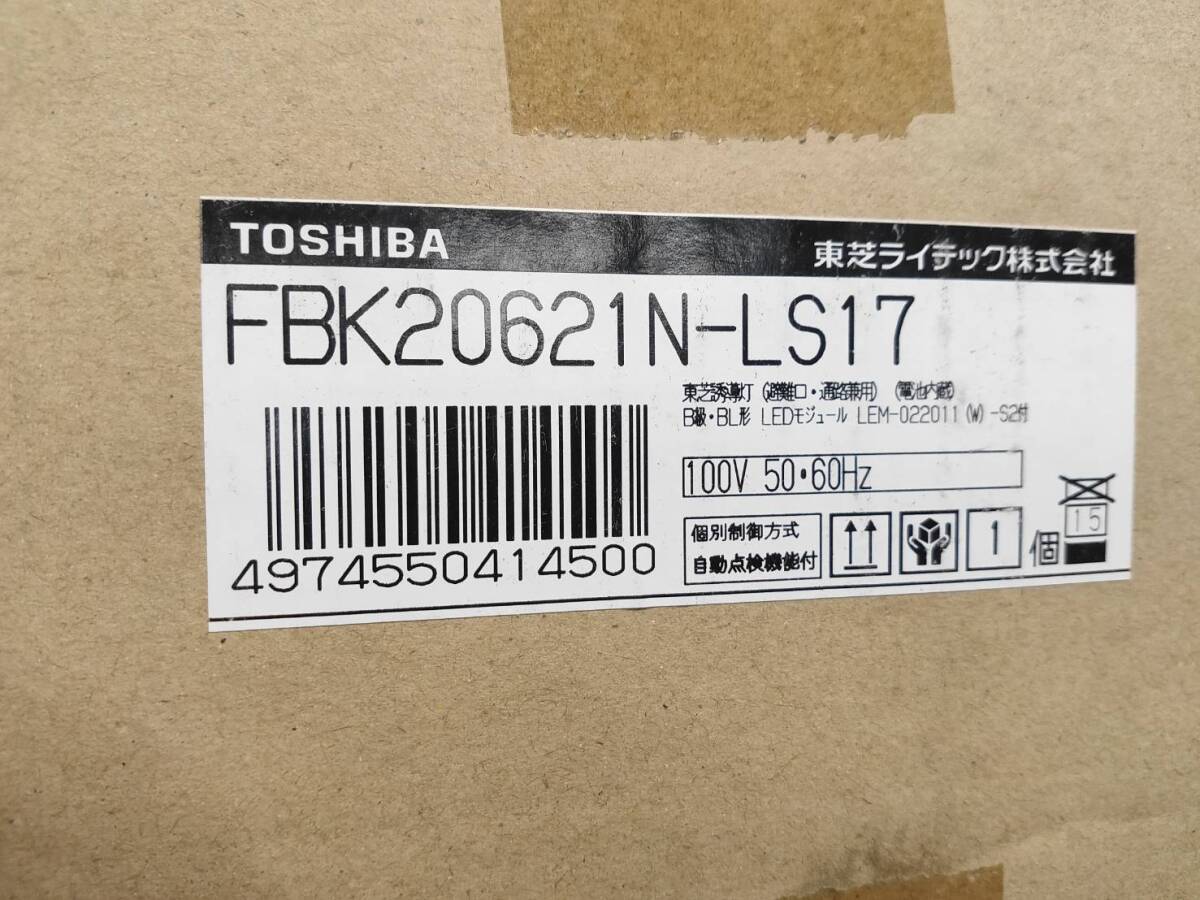 TOSHIBA
東芝ライテック株式会社
FBK20621N-LS17
東芝誘導灯 (避難口・通路兼用) (電池内蔵)
B級・BL形 LEDモジュール LEM-022011(W)-S2付
100V 50・60Hz
4974550414500
個別制御方式
自動点検機能付
1
個
15